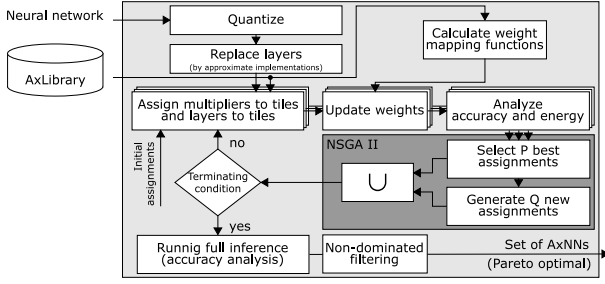 Neural network
Quantize
Calculate weight
mapping functions
Replace layers
(by approximate implementations)
AxLibrary
Assign multipliers to tiles
and layers to tiles
Update weights
Analyze
accuracy and energy
Initial
assignments
no
NSGA II
Select P best
assignments
Terminating
condition
∪
Generate Q new
assignments
yes
Runnig full inference
(accuracy analysis)
Non-dominated
filtering
Set of AxNNs
(Pareto optimal)